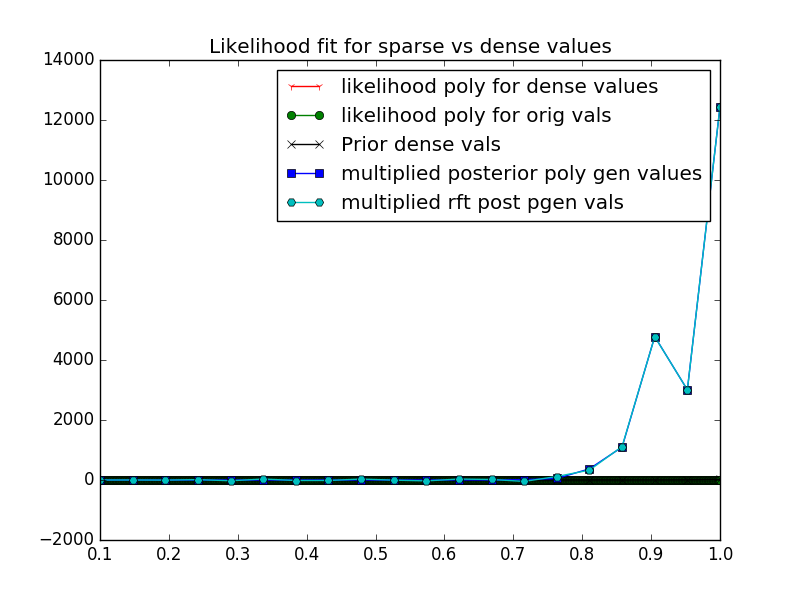 Likelihood fit for sparse vs dense values
14000
12000
10000
8000
6000
4000
2000
0
−2000
likelihood poly for dense values
likelihood poly for orig vals
Prior dense vals
multiplied posterior poly gen values
multiplied rft post pgen vals
0.1 0.2 0.3 0.4 0.5 0.6 0.7 0.8 0.9 1.0